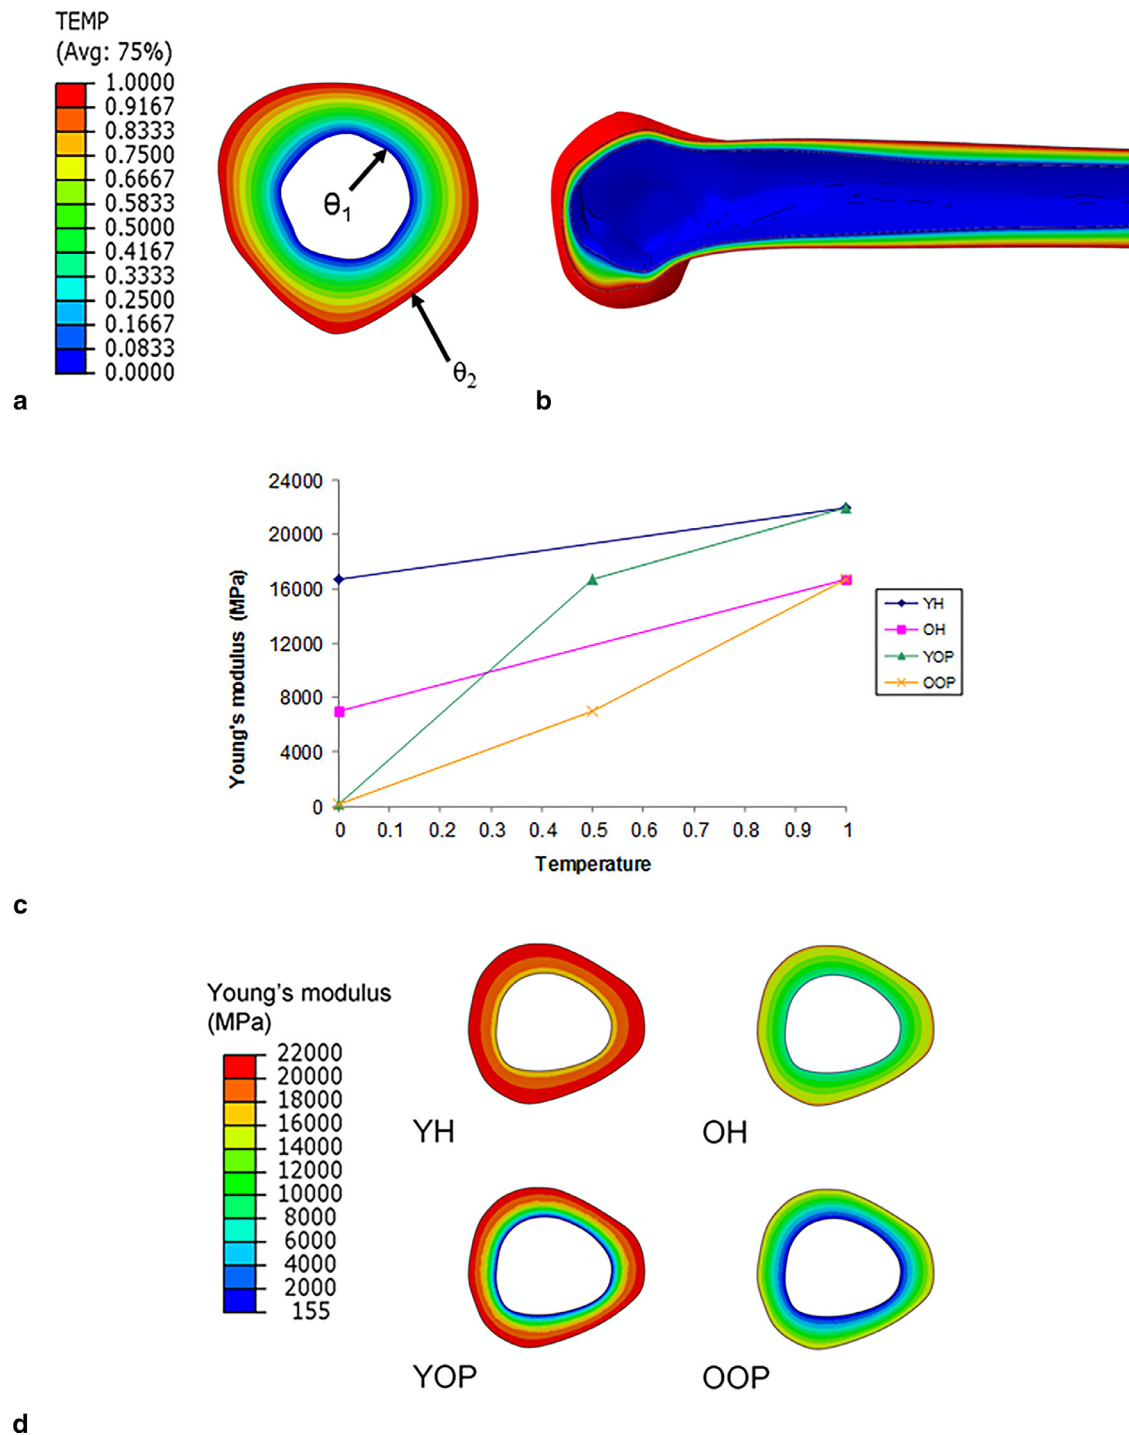 TEMP
(Avg: 75%)
1.0000
0.9167
0.8333
0.7500
0.6667
0.5833
0.5000
0.4167
0.3333
0.2500
0.1667
0.0833
0.0000
θ1
θ2
a
b
24000
20000
16000
12000
8000
4000
0
Young's modulus (MPa)
0 0.1 0.2 0.3 0.4 0.5 0.6 0.7 0.8 0.9 1
Temperature
YH
OH
YOP
OOP
c
Young's modulus
(MPa)
22000
20000
18000
16000
14000
12000
10000
8000
6000
4000
2000
155
YH
OH
YOP
OOP
d